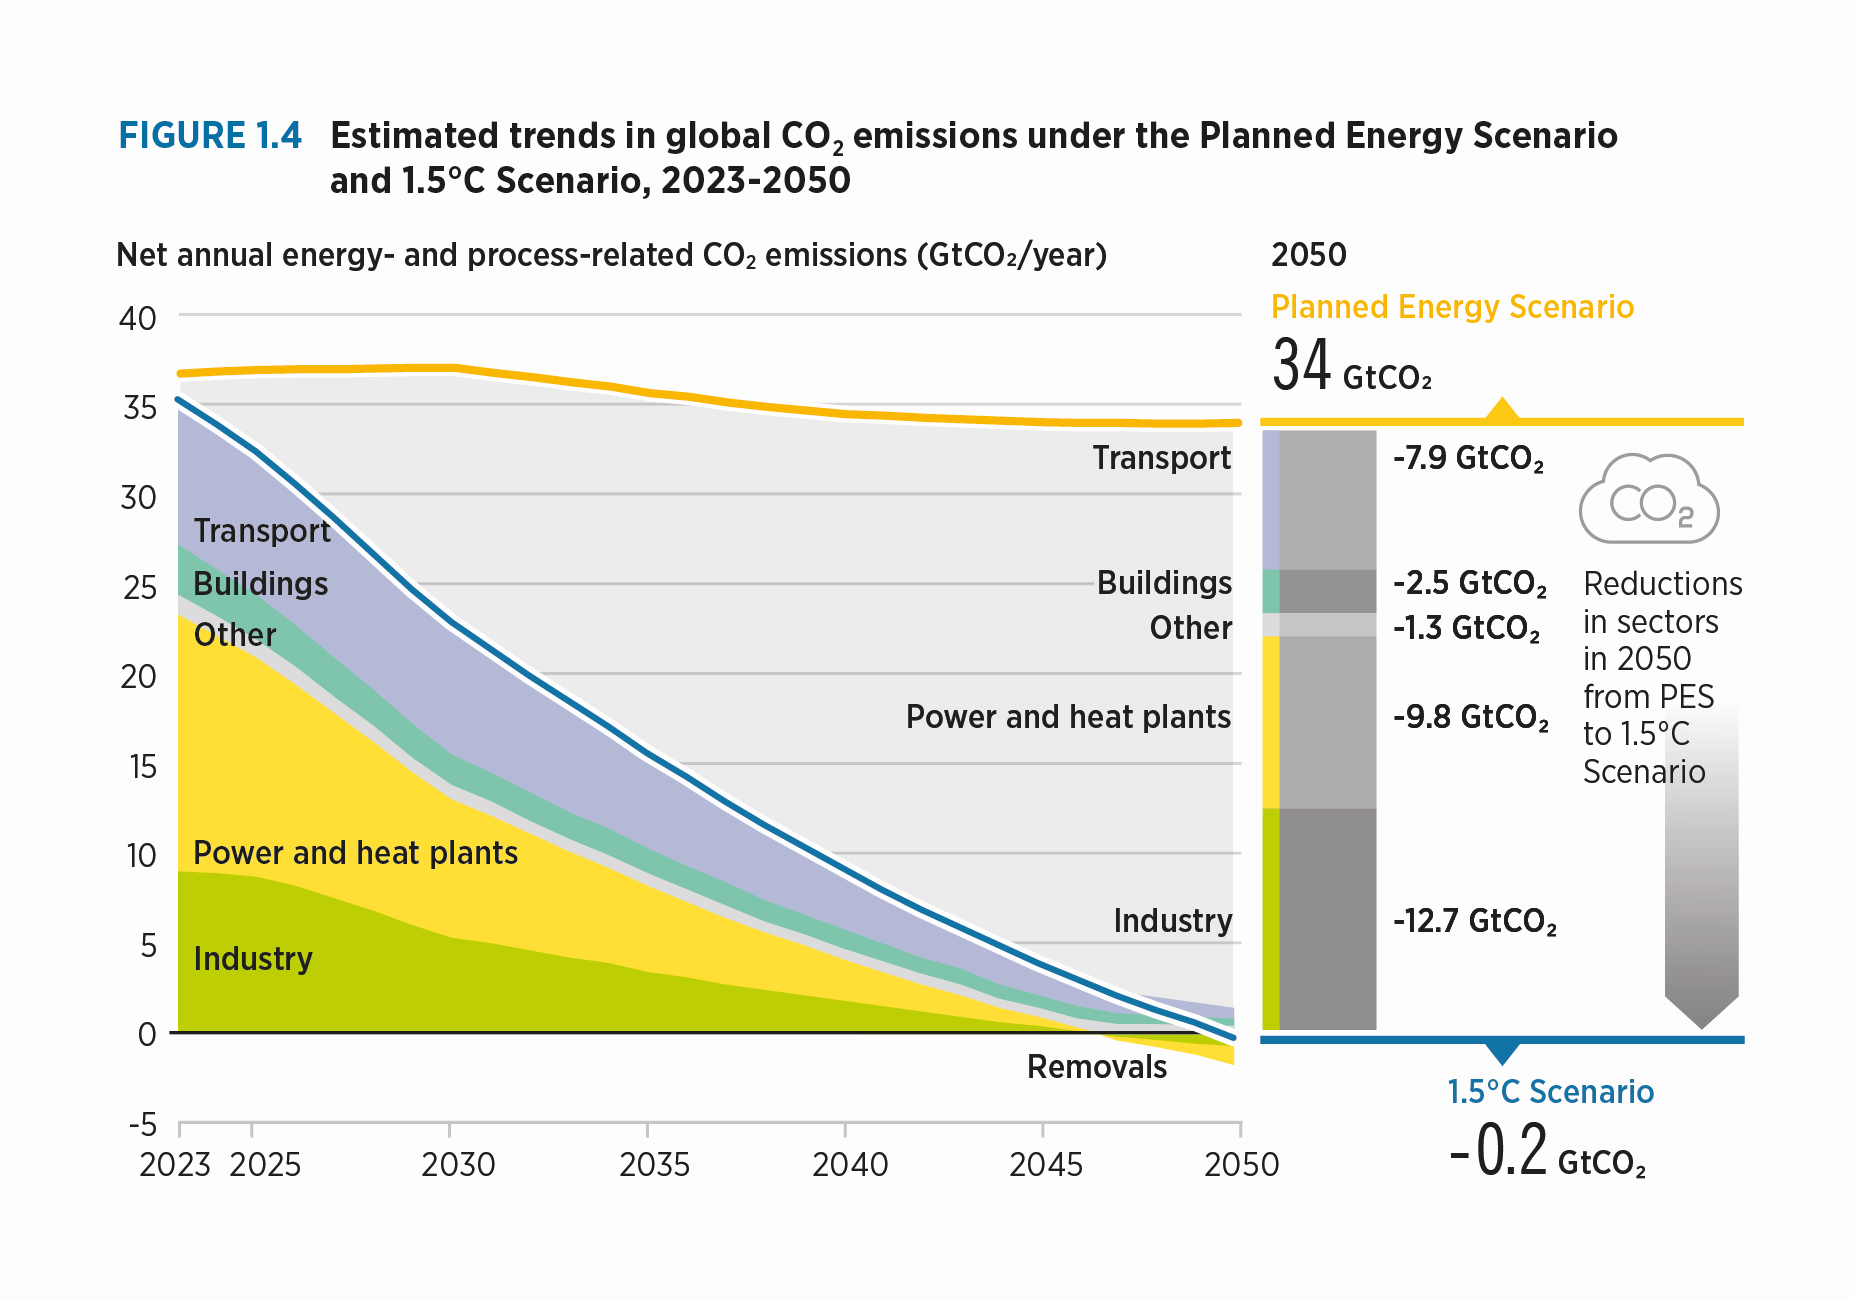 FIGURE 1.4 Estimated trends in global CO₂ emissions under the Planned Energy Scenario
and 1.5°C Scenario, 2023-2050
Net annual energy- and process-related CO₂ emissions (GtCO₂/year)
40
35
30
25
20
15
10
5
0
-5
2023 2025 2030 2035 2040 2045 2050
Transport
Buildings
Other
Power and heat plants
Industry
Transport
Buildings
Other
Power and heat plants
Industry
Removals
2050
Planned Energy Scenario
34 GtCO₂
-7.9 GtCO₂
-2.5 GtCO₂
-1.3 GtCO₂
-9.8 GtCO₂
-12.7 GtCO₂
CO₂
Reductions
in sectors
in 2050
from PES
to 1.5°C
Scenario
1.5°C Scenario
-0.2 GtCO₂